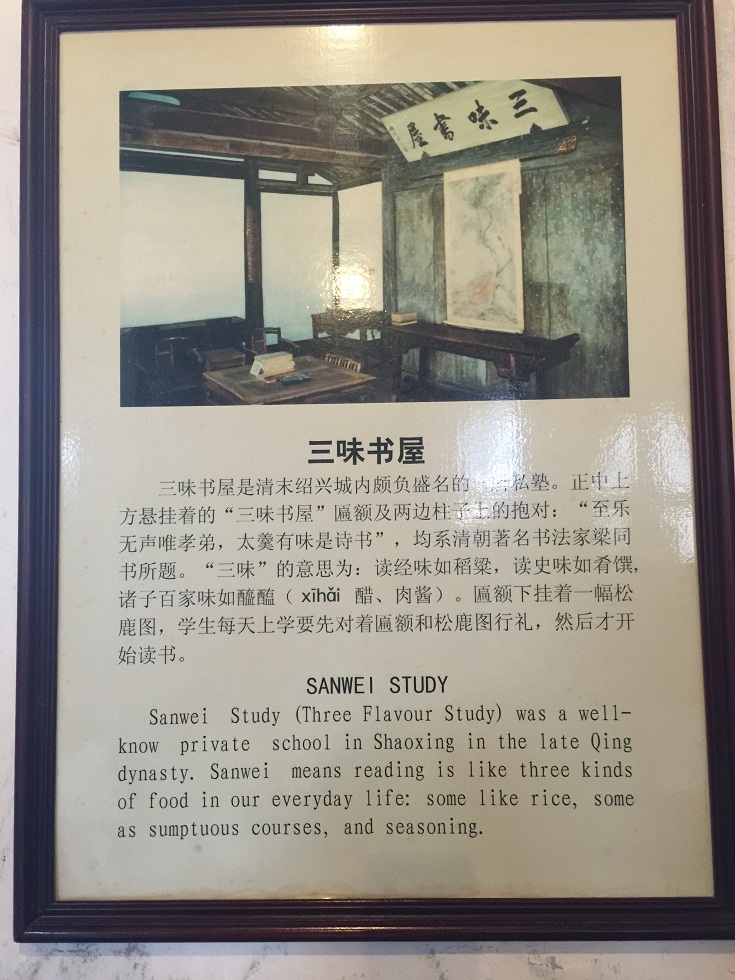 三味書屋
三味书屋
三味书屋是清末绍兴城内颇负盛名的一所私塾。正中上
方悬挂着的“三味书屋”匾额及两边柱子上的抱对：“至乐
无声唯孝弟，太羹有味是诗书”，均系清朝著名书法家梁同
书所题。“三味”的意思为：读经味如稻粱，读史味如肴馔，
诸子百家味如醯醢（ xīhǎi 醋、肉酱）。匾额下挂着一幅松
鹿图，学生每天上学要先对着匾额和松鹿图行礼，然后才开
始读书。
SANWEI STUDY
Sanwei Study (Three Flavour Study) was a well-
know private school in Shaoxing in the late Qing
dynasty. Sanwei means reading is like three kinds
of food in our everyday life: some like rice, some
as sumptuous courses, and seasoning.